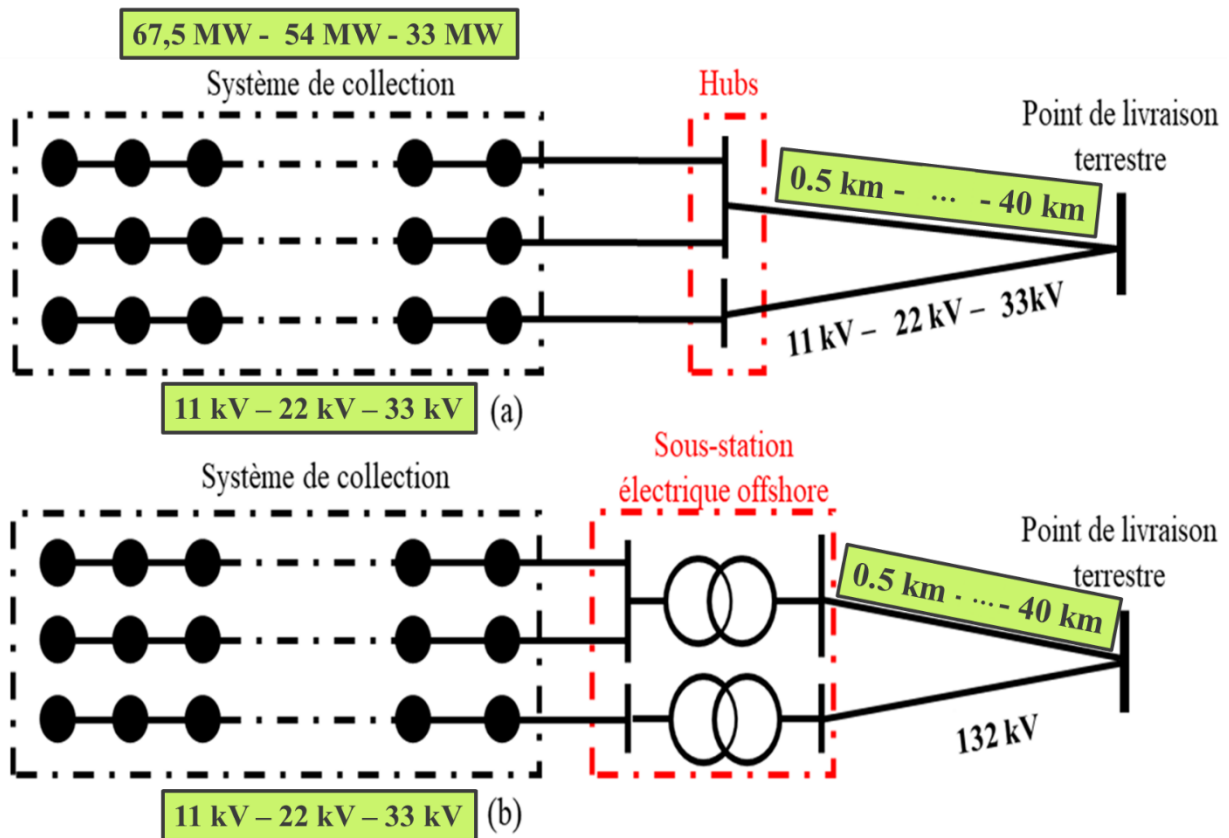 67,5 MW - 54 MW - 33 MW
Système de collection
Hubs
Point de livraison
terrestre
0.5 km - ... - 40 km
11 kV – 22 kV – 33kV
11 kV – 22 kV – 33 kV
(a)
Système de collection
Sous-station
électrique offshore
Point de livraison
terrestre
0.5 km - ... - 40 km
132 kV
11 kV – 22 kV – 33 kV
(b)